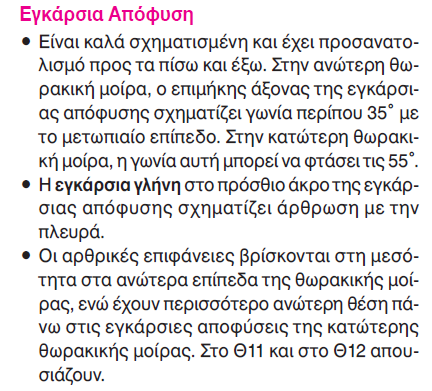 Εγκάρσια Απόφυση
• Είναι καλά σχηματισμένη και έχει προσανατο-
λισμό προς τα πίσω και έξω. Στην ανώτερη θω-
ρακική μοίρα, ο επιμήκης άξονας της εγκάρσι-
ας απόφυσης σχηματίζει γωνία περίπου 35˚ με
το μετωπιαίο επίπεδο. Στην κατώτερη θωρακι-
κή μοίρα, η γωνία αυτή μπορεί να φτάσει τις 55˚.
• Η εγκάρσια γλήνη στο πρόσθιο άκρο της εγκάρ-
σιας απόφυσης σχηματίζει άρθρωση με την
πλευρά.
• Οι αρθρικές επιφάνειες βρίσκονται στη μεσό-
τητα στα ανώτερα επίπεδα της θωρακικής μοί-
ρας, ενώ έχουν περισσότερο ανώτερη θέση πά-
νω στις εγκάρσιες αποφύσεις της κατώτερης
θωρακικής μοίρας. Στο Θ11 και στο Θ12 απου-
σιάζουν.